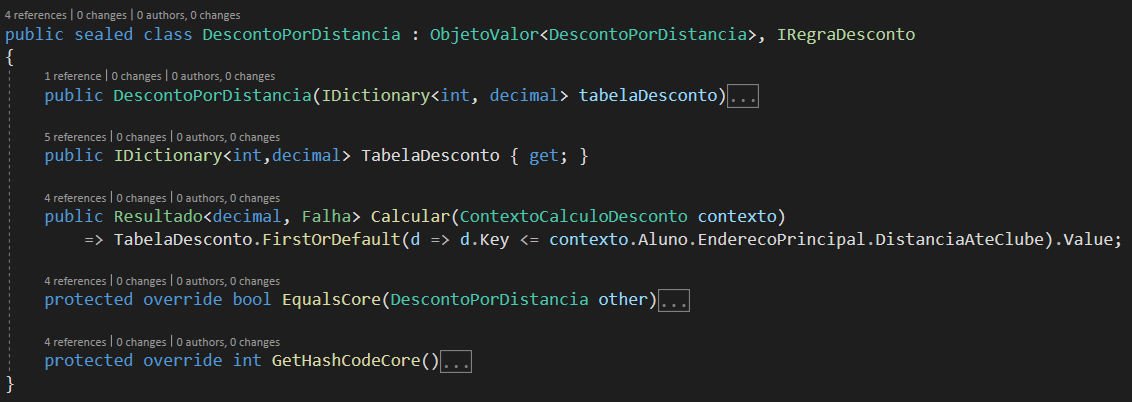 4 references | 0 changes | 0 authors, 0 changes
public sealed class DescontoPorDistancia : ObjetoValor<DescontoPorDistancia>, IRegraDesconto
{
1 reference | 0 changes | 0 authors, 0 changes
public DescontoPorDistancia(IDictionary<int, decimal> tabelaDesconto)...
5 references | 0 changes | 0 authors, 0 changes
public IDictionary<int,decimal> TabelaDesconto { get; }
4 references | 0 changes | 0 authors, 0 changes
public Resultado<decimal, Falha> Calcular(ContextoCalculoDesconto contexto)
=> TabelaDesconto.FirstOrDefault(d => d.Key <= contexto.Aluno.EnderecoPrincipal.DistanciaAteClube).Value;
4 references | 0 changes | 0 authors, 0 changes
protected override bool EqualsCore(DescontoPorDistancia other)...
4 references | 0 changes | 0 authors, 0 changes
protected override int GetHashCodeCore()...
}